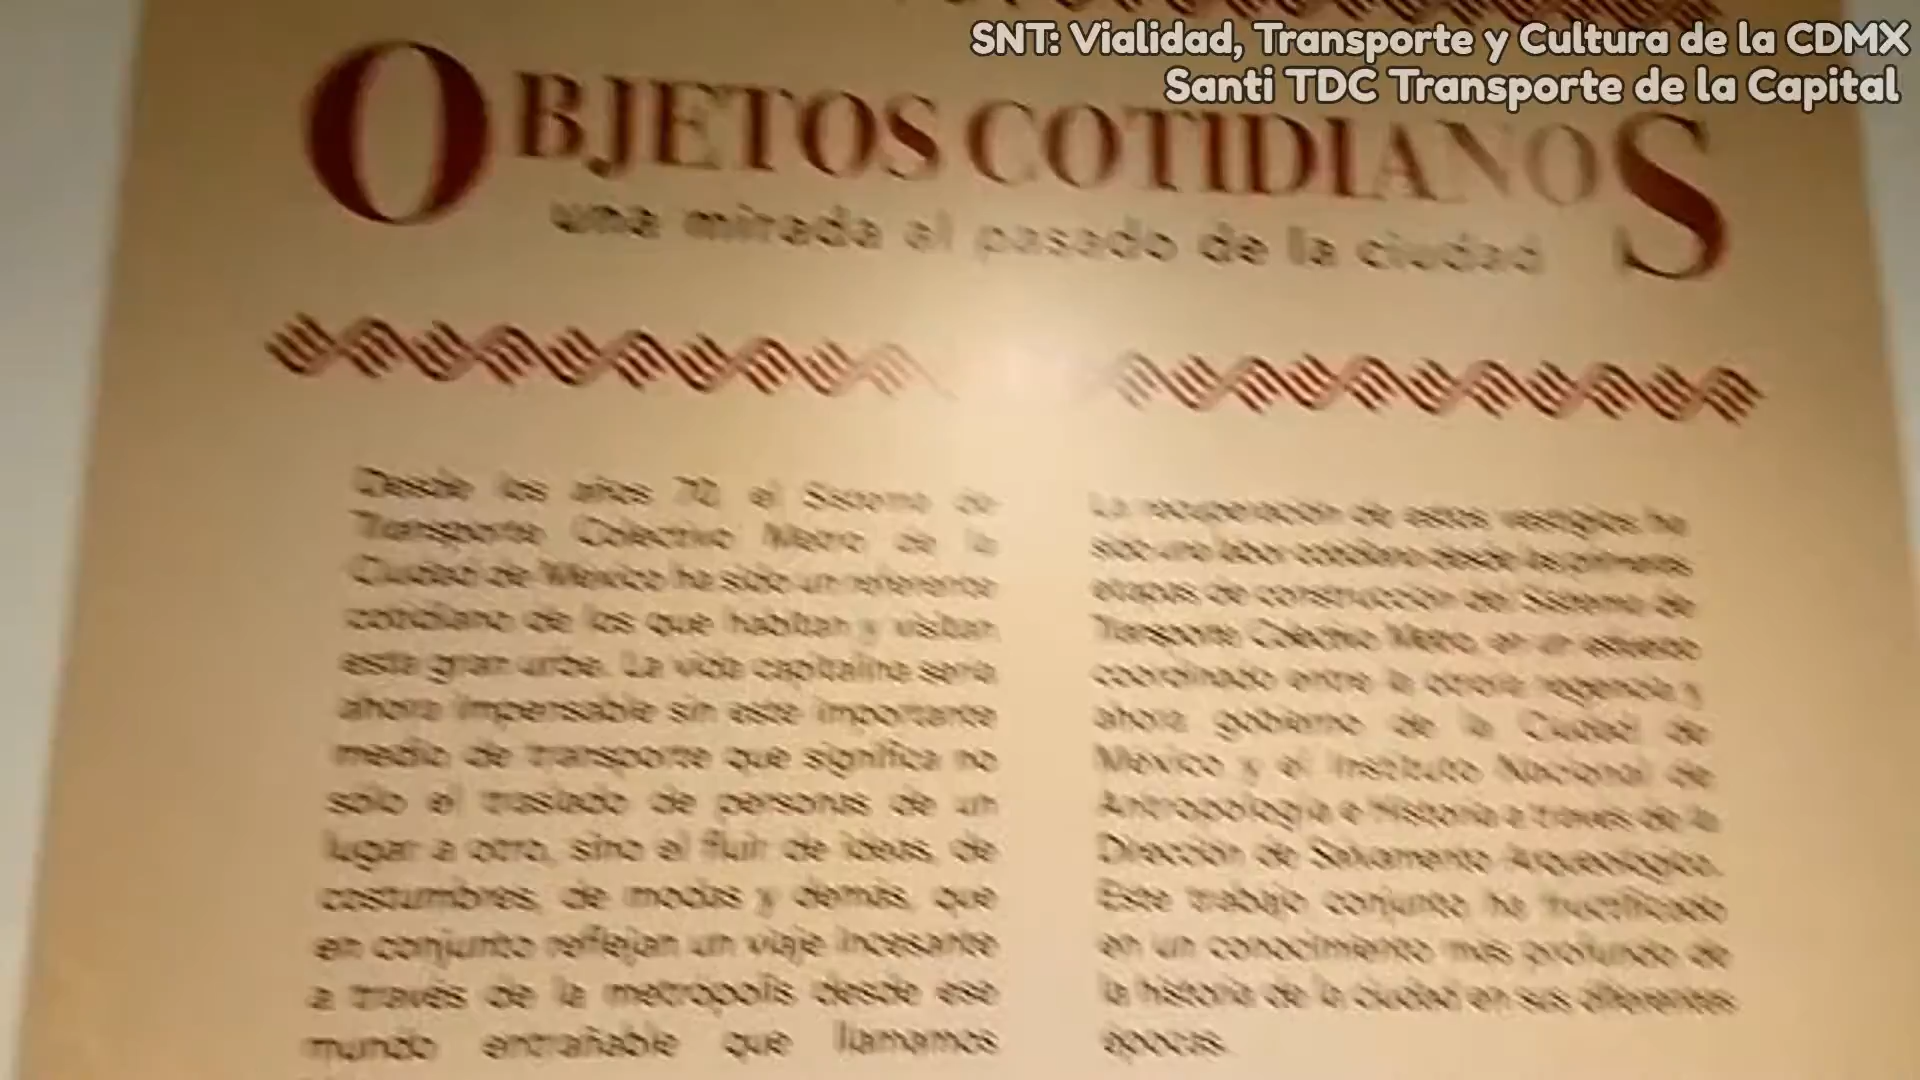 SNT: Vialidad, Transporte y Cultura de la CDMX
Santi TDC Transporte de la Capital
OBJETOS COTIDIANOS
una mirada al pasado de la ciudad
Desde los años 70, el Sistema de
Transporte Colectivo Metro de la
Ciudad de México ha sido un referente
cotidiano de los que habitan y visitan
esta gran urbe. La vida capitalina sería
ahora impensable sin este importante
medio de transporte que significa no
sólo el traslado de personas de un
lugar a otro, sino el fluir de ideas, de
costumbres, de modas y demás, que
en conjunto reflejan un viaje incesante
a través de la metrópolis desde ese
mundo entrañable que llamamos
La recuperación de estos vestigios ha
sido una labor cotidiana desde las primeras
etapas de construcción del Sistema de
Transporte Colectivo Metro, en un esfuerzo
coordinado entre la otrora regencia y
ahora gobierno de la Ciudad de
México y el Instituto Nacional de
Antropología e Historia a través de la
Dirección de Salvamento Arqueológico.
Este trabajo conjunto ha fructificado
en un conocimiento más profundo de
la historia de la ciudad en sus diferentes
épocas.